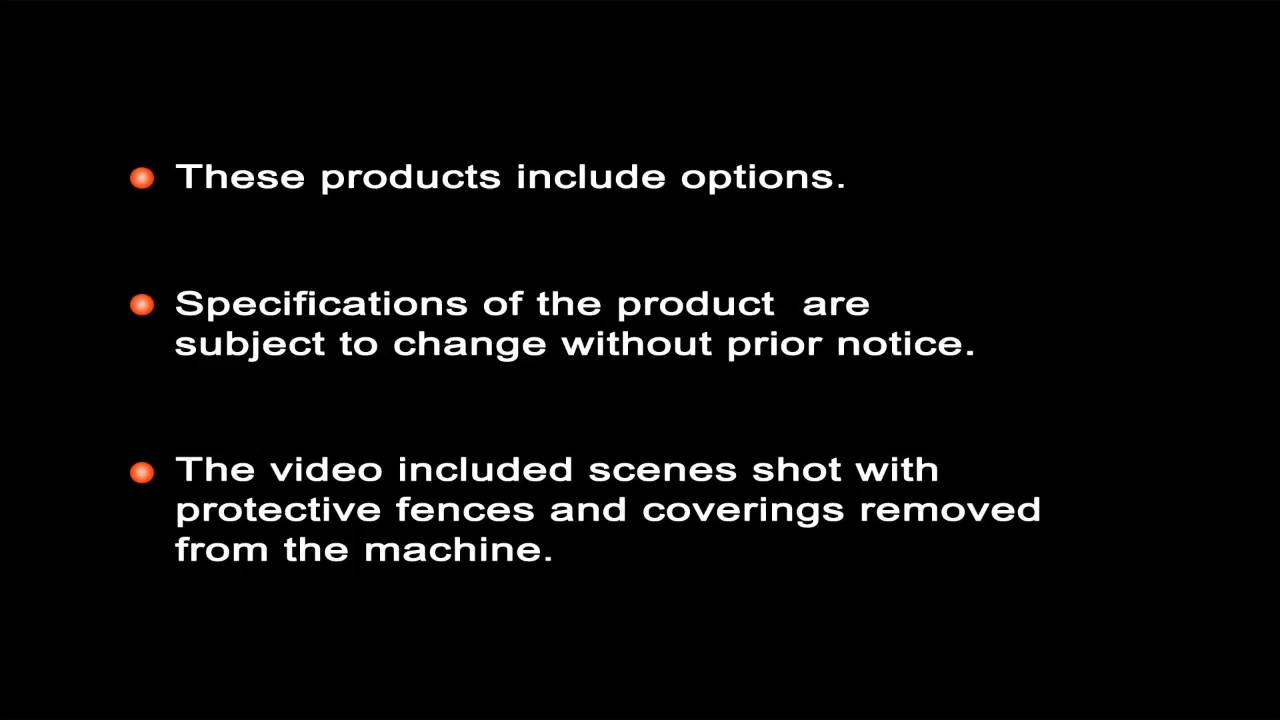 These products include options.
Specifications of the product  are
subject to change without prior notice.
The video included scenes shot with
protective fences and coverings removed
from the machine.